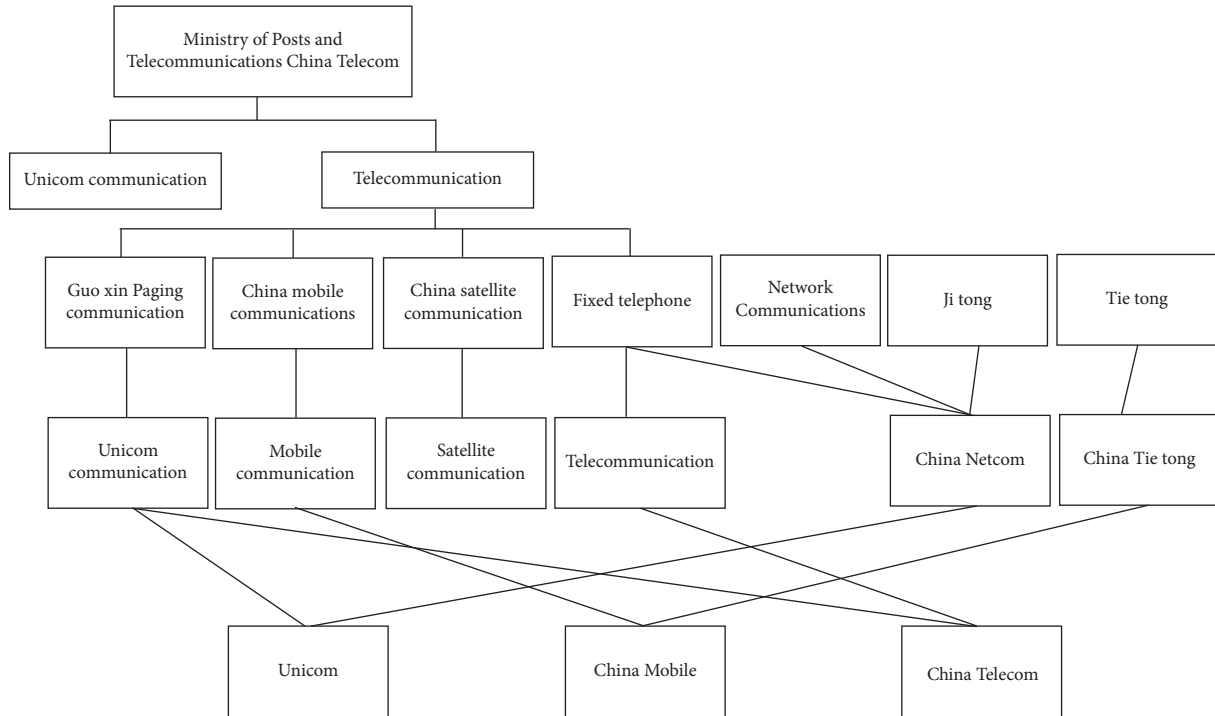 Ministry of Posts and
Telecommunications China Telecom
Unicom communication
Telecommunication
Guo xin Paging
communication
China mobile
communications
China satellite
communication
Fixed telephone
Network
Communications
Ji tong
Tie tong
Unicom
communication
Mobile
communication
Satellite
communication
Telecommunication
China Netcom
China Tie tong
Unicom
China Mobile
China Telecom